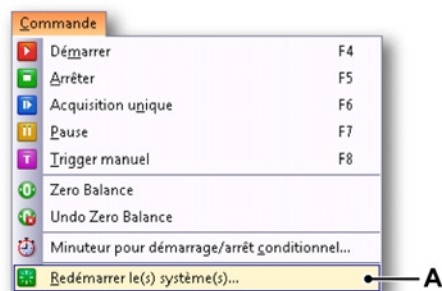 Commande
Démarrer F4
Arrêter F5
Acquisition unique F6
Pause F7
Trigger manuel F8
Zero Balance
Undo Zero Balance
Minuteur pour démarrage/arrêt conditionnel...
Redémarrer le(s) système(s)... A